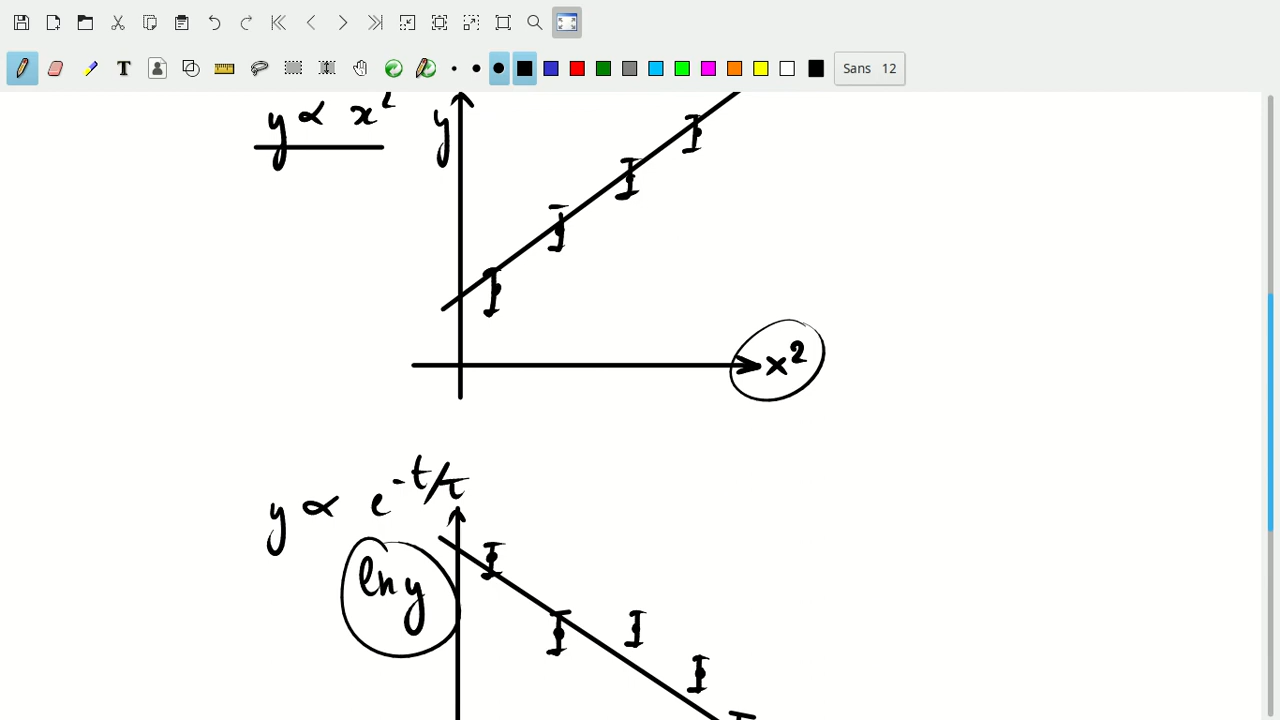 Sans 12
y ∝ x²
y
x²
y ∝ e^{-t/τ}
ln y